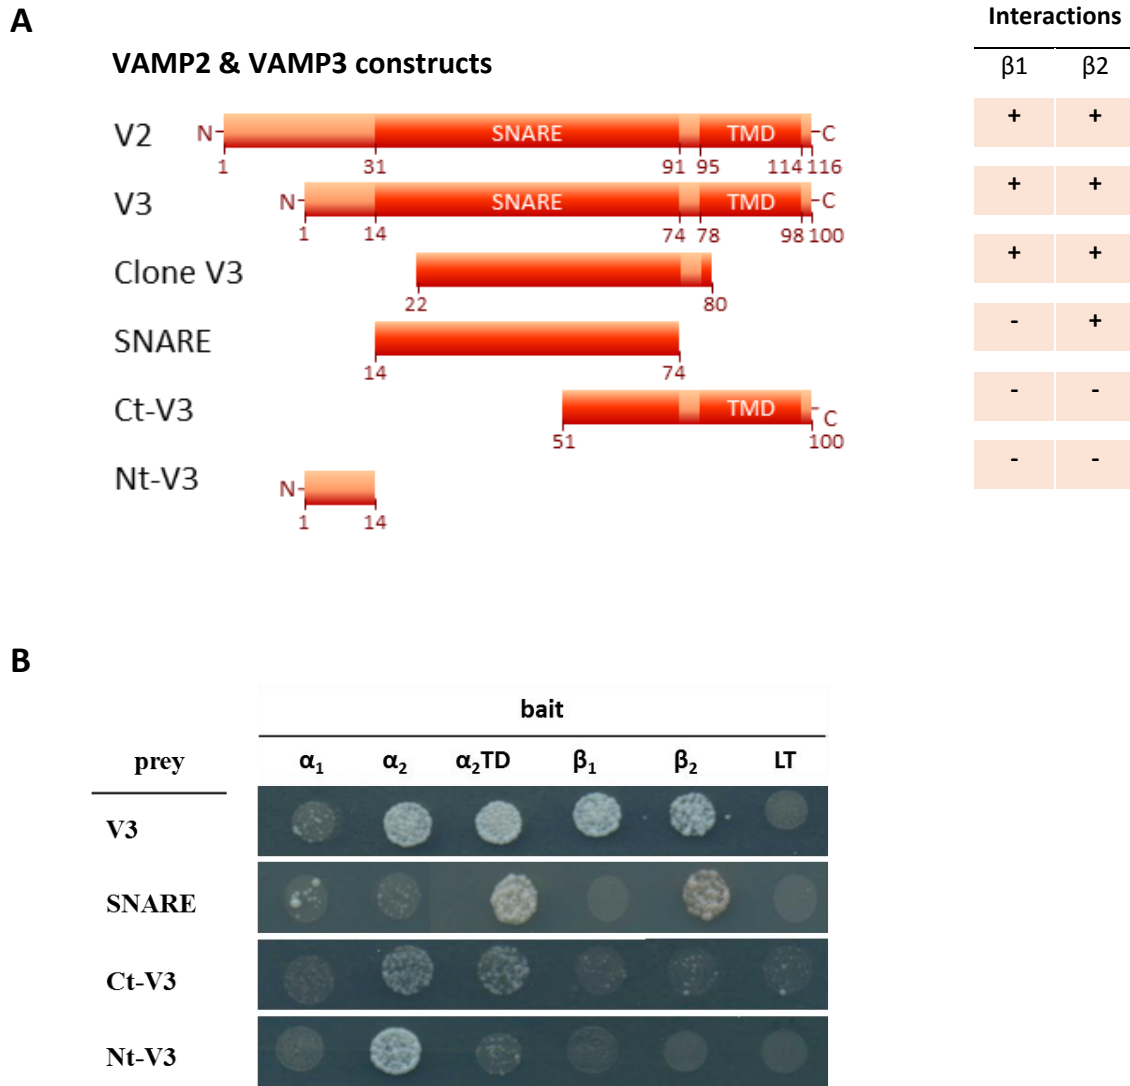 A
Interactions
VAMP2 & VAMP3 constructs
β1 β2
V2 N SNARE TMD C + +
1 31 91 95 114 116
V3 N SNARE TMD C + +
1 14 74 78 98 100
Clone V3 + +
22 80
SNARE - +
14 74
Ct-V3 TMD C - -
51 100
Nt-V3 N - -
1 14
B
bait
prey α₁ α₂ α₂TD β₁ β₂ LT
V3
SNARE
Ct-V3
Nt-V3